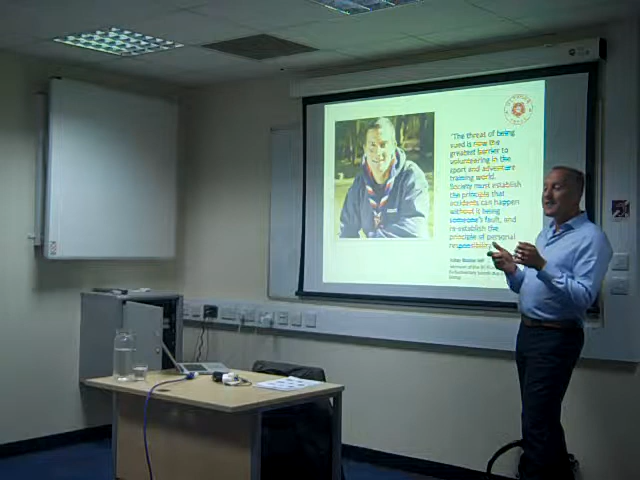 'The threat of being
sued is now the
greatest barrier to
volunteering in the
sport and adventure
training world.
Society must establish
the principle that
accidents can happen
without it being
someone's fault, and
re-establish the
principle of personal
responsibility